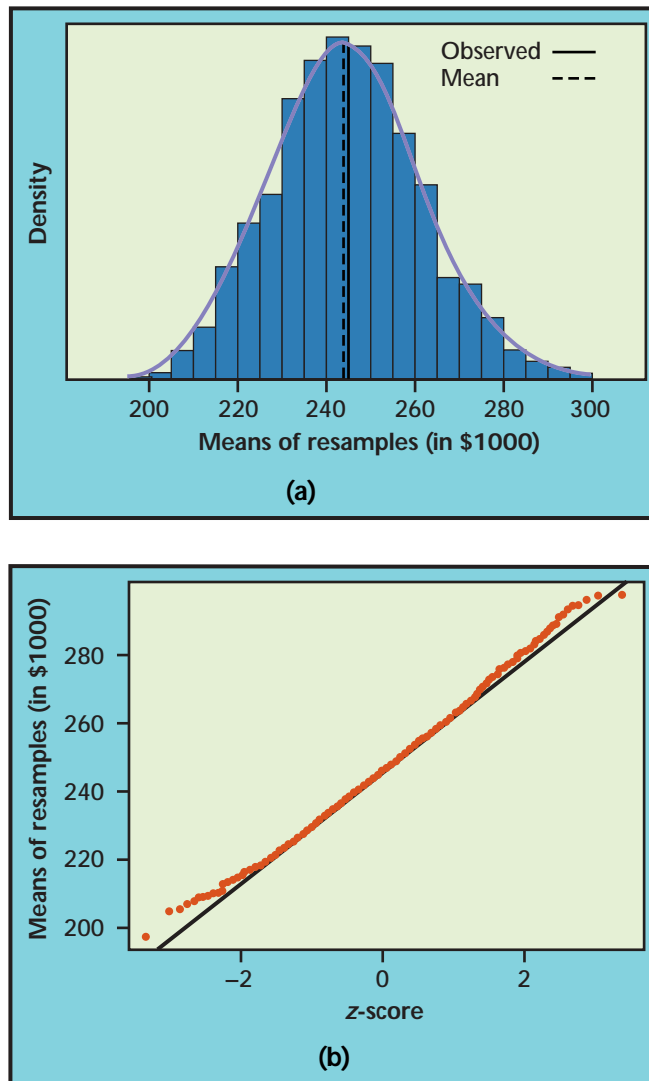 Observed
Mean
Density
200 220 240 260 280 300
Means of resamples (in $1000)
(a)
Means of resamples (in $1000)
280
260
240
220
200
−2 0 2
z-score
(b)